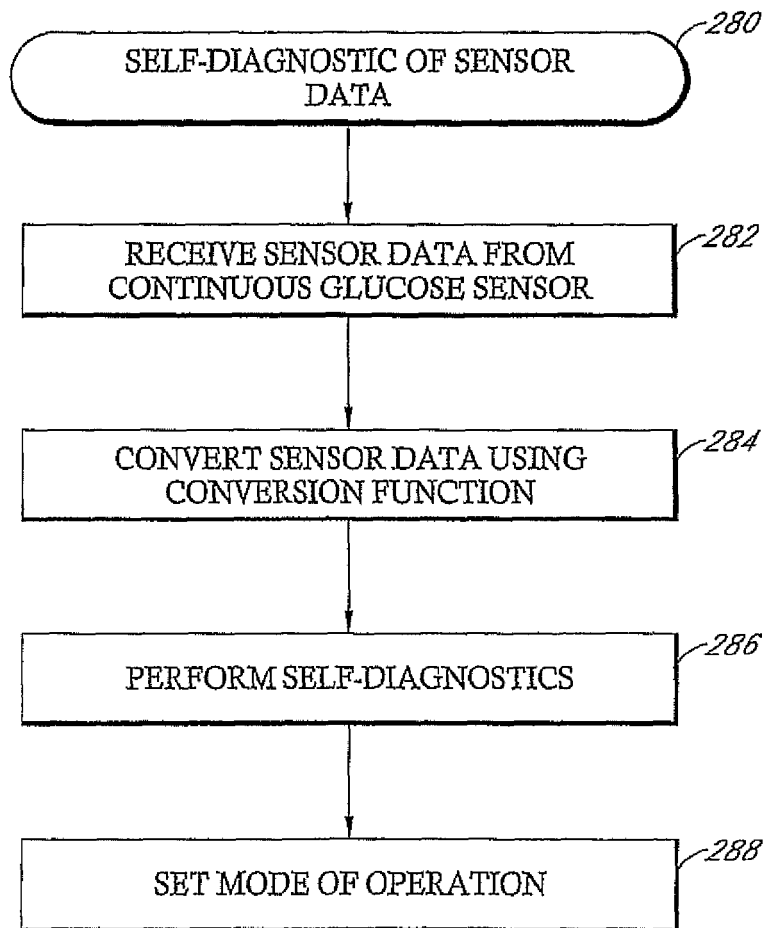 280
SELF-DIAGNOSTIC OF SENSOR
DATA
282
RECEIVE SENSOR DATA FROM
CONTINUOUS GLUCOSE SENSOR
284
CONVERT SENSOR DATA USING
CONVERSION FUNCTION
286
PERFORM SELF-DIAGNOSTICS
288
SET MODE OF OPERATION